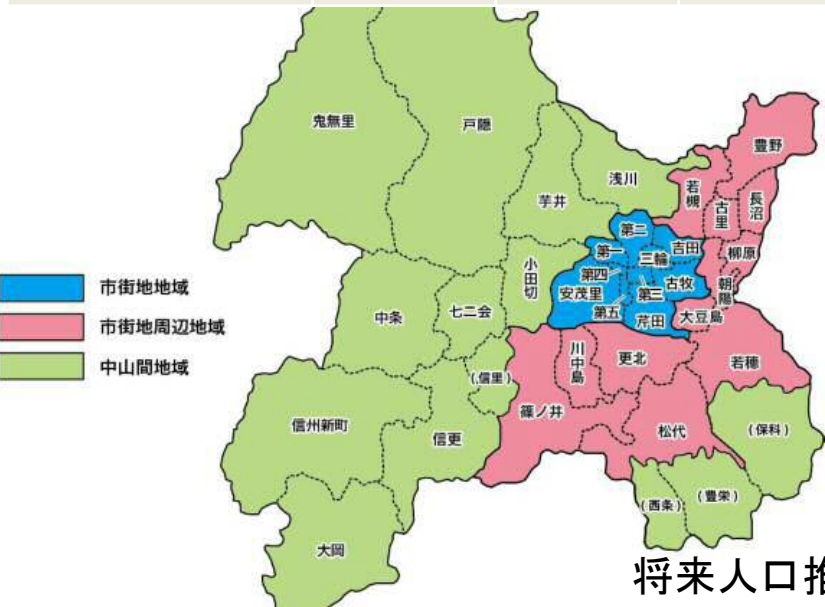 鬼無里
戸隠
豊野
浅川
若槻
長沼
古里
芋井
第二
第一
吉田
三輪
柳原
小田切
第四
古牧
朝陽
安茂里
第三
第五
芹田
大豆島
市街地地域
市街地周辺地域
中山間地域
中条
七二会
川中島
更北
若穂
(信里)
篠ノ井
信州新町
信更
松代
(保科)
(西条)
(豊栄)
大岡
将来人口推